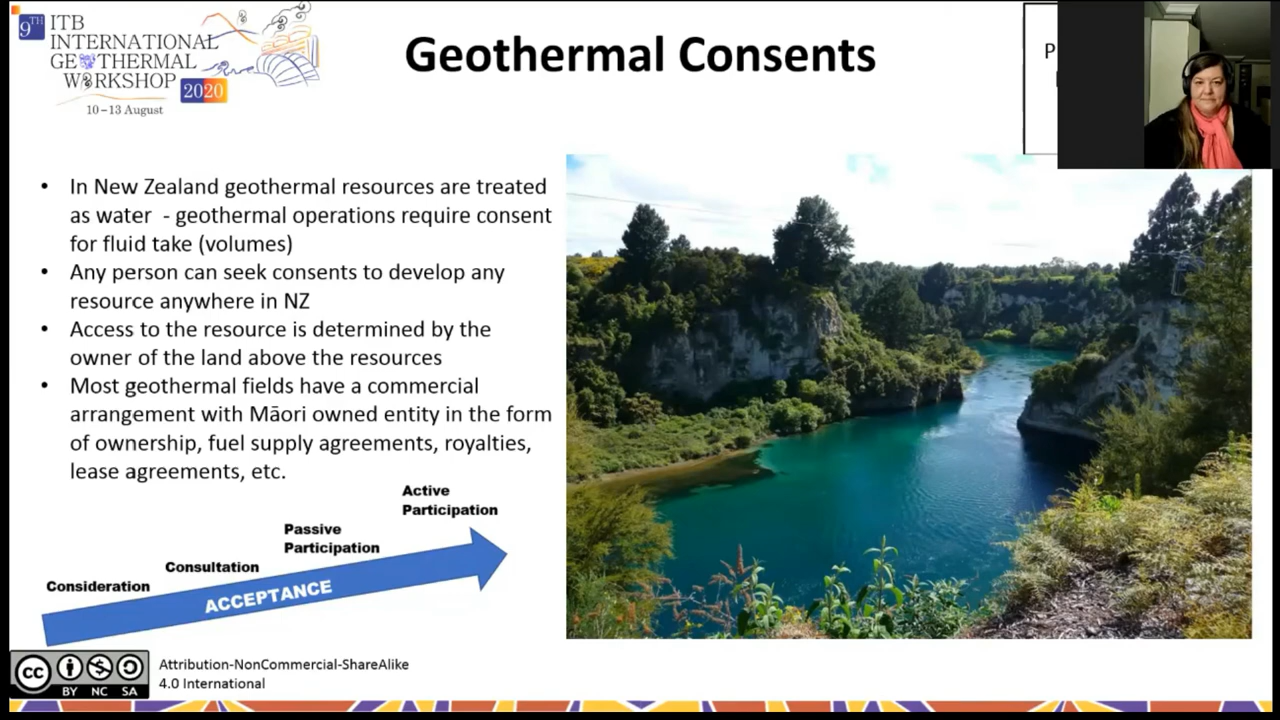 9TH ITB
INTERNATIONAL
GEOTHERMAL
WORKSHOP
2020
10–13 August
Geothermal Consents
P
• In New Zealand geothermal resources are treated
as water - geothermal operations require consent
for fluid take (volumes)
• Any person can seek consents to develop any
resource anywhere in NZ
• Access to the resource is determined by the
owner of the land above the resources
• Most geothermal fields have a commercial
arrangement with Māori owned entity in the form
of ownership, fuel supply agreements, royalties,
lease agreements, etc.
Active
Participation
Passive
Participation
Consultation
Consideration
ACCEPTANCE
cc
BY NC SA
Attribution-NonCommercial-ShareAlike
4.0 International